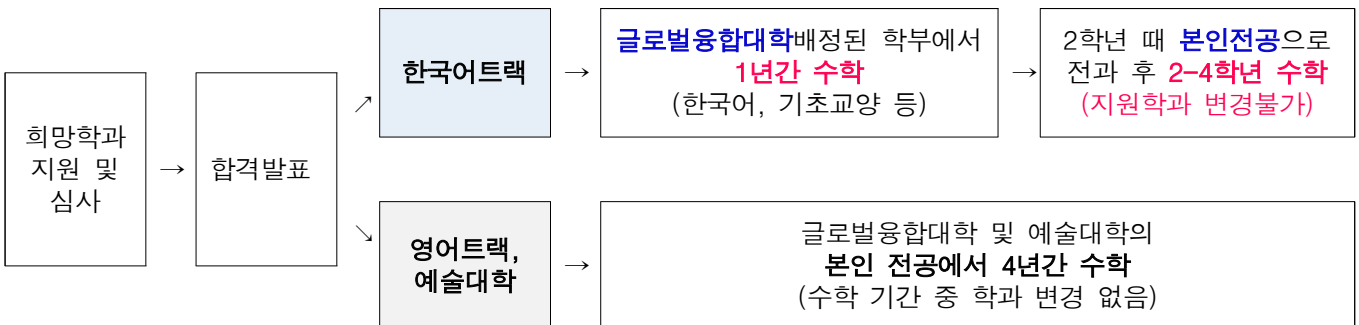 희망학과
지원 및
심사
→
합격발표
↗
한국어트랙
→
글로벌융합대학배정된 학부에서
1년간 수학
(한국어, 기초교양 등)
→
2학년 때 본인전공으로
전과 후 2-4학년 수학
(지원학과 변경불가)
↘
영어트랙,
예술대학
→
글로벌융합대학 및 예술대학의
본인 전공에서 4년간 수학
(수학 기간 중 학과 변경 없음)